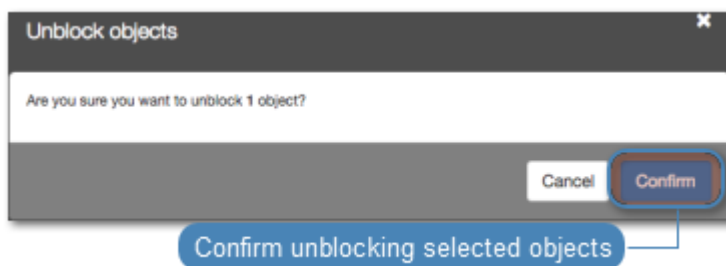 Unblock objects
Are you sure you want to unblock 1 object?
Cancel Confirm
Confirm unblocking selected objects